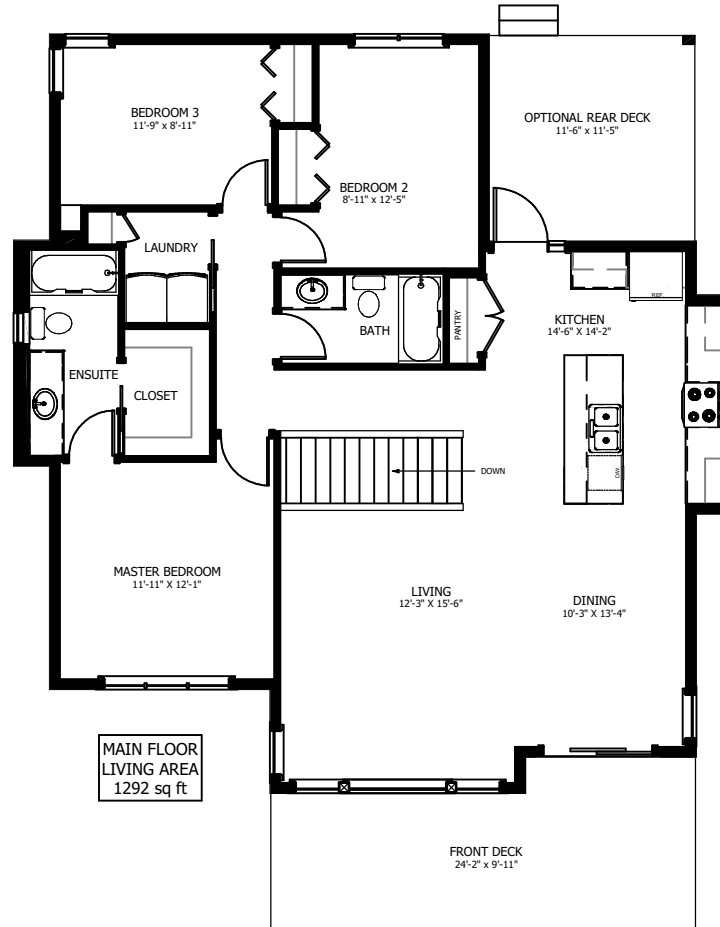 BEDROOM 3
11'-9" x 8'-11"
OPTIONAL REAR DECK
11'-6" x 11'-5"
BEDROOM 2
8'-11" x 12'-5"
LAUNDRY
REF.
KITCHEN
14'-6" X 14'-2"
PANTRY
BATH
ENSUITE
CLOSET
DOWN
DW
MASTER BEDROOM
11'-11" X 12'-1"
LIVING
12'-3" X 15'-6"
DINING
10'-3" X 13'-4"
MAIN FLOOR
LIVING AREA
1292 sq ft
FRONT DECK
24'-2" x 9'-11"